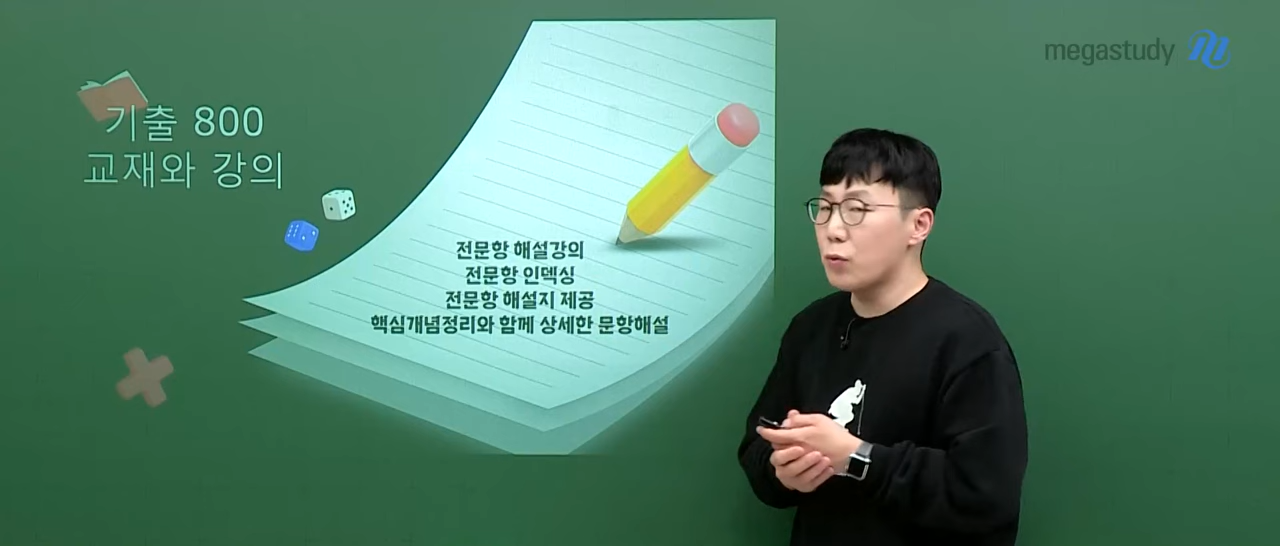 megastudy
기출 800
교재와 강의
전문항 해설강의
전문항 인덱싱
전문항 해설지 제공
핵심개념정리와 함께 상세한 문항해설